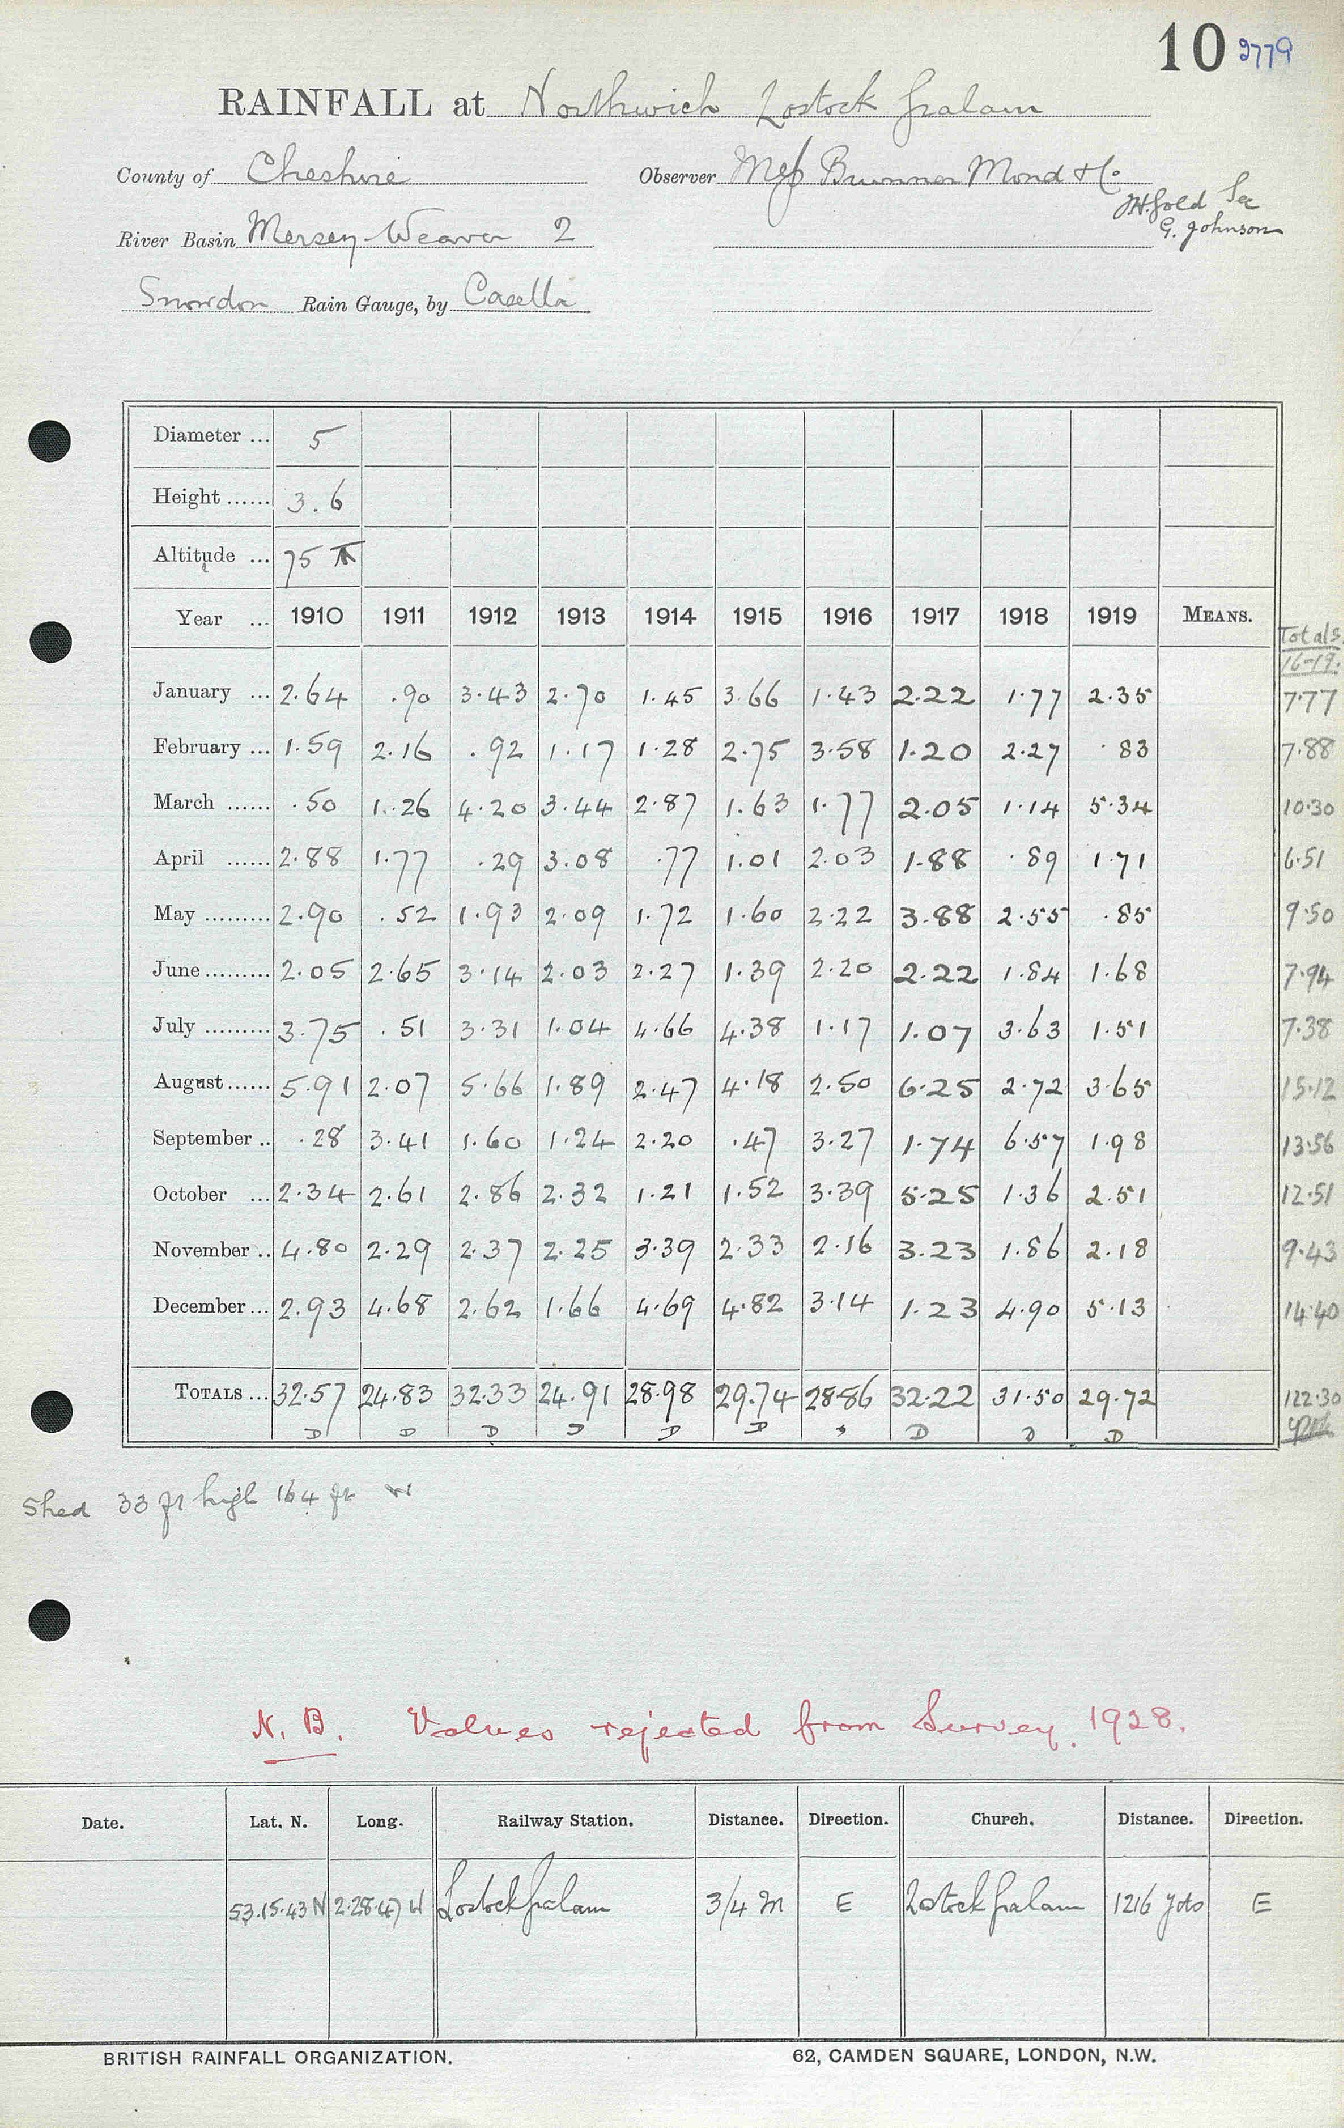 10 2779
RAINFALL at Northwich Lostock Gralam
County of Cheshire Observer Mess Brunner Mond & Co
J.H. Gold Sec
River Basin Mersey-Weaver 2 G. Johnson
Snowdon Rain Gauge, by Casella
Diameter ... 5
Height ...... 3.6
Altitude ... 75
Year ... 1910 1911 1912 1913 1914 1915 1916 1917 1918 1919 MEANS. Totals
16-19
January ... 2.64 .90 3.43 2.70 1.45 3.66 1.43 2.22 1.77 2.35 7.77
February ... 1.59 2.16 .92 1.17 1.28 2.75 3.58 1.20 2.27 .83 7.88
March ...... .50 1.26 4.20 3.44 2.87 1.63 1.77 2.05 1.14 5.34 10.30
April ...... 2.88 1.77 .29 3.08 .77 1.01 2.03 1.88 .89 1.71 6.51
May ......... 2.90 .52 1.93 2.09 1.72 1.60 2.22 3.88 2.55 .85 9.50
June ......... 2.05 2.65 3.14 2.03 2.27 1.39 2.20 2.22 1.84 1.68 7.94
July ......... 3.75 .51 3.31 1.04 4.66 4.38 1.17 1.07 3.63 1.51 7.38
August ...... 5.91 2.07 5.66 1.89 2.47 4.18 2.50 6.25 2.72 3.65 15.12
September .. .28 3.41 1.60 1.24 2.20 .47 3.27 1.74 6.57 1.98 13.56
October ... 2.34 2.61 2.86 2.32 1.21 1.52 3.39 5.25 1.36 2.51 12.51
November .. 4.80 2.29 2.37 2.25 3.39 2.33 2.16 3.23 1.86 2.18 9.43
December ... 2.93 4.68 2.62 1.66 4.69 4.82 3.14 1.23 4.90 5.13 14.40
TOTALS ... 32.57 24.83 32.33 24.91 28.98 29.74 28.86 32.22 31.50 29.72 122.30
D D D D D D D D D
Shed 33 ft high 164 ft
N.B. Values rejected from Survey. 1928.
Date. Lat. N. Long. Railway Station. Distance. Direction. Church. Distance. Direction.
53.15.43 N 2.28.47 W Lostock Gralam 3/4 m E Lostock Gralam 1216 yds E
BRITISH RAINFALL ORGANIZATION. 62, CAMDEN SQUARE, LONDON, N.W.